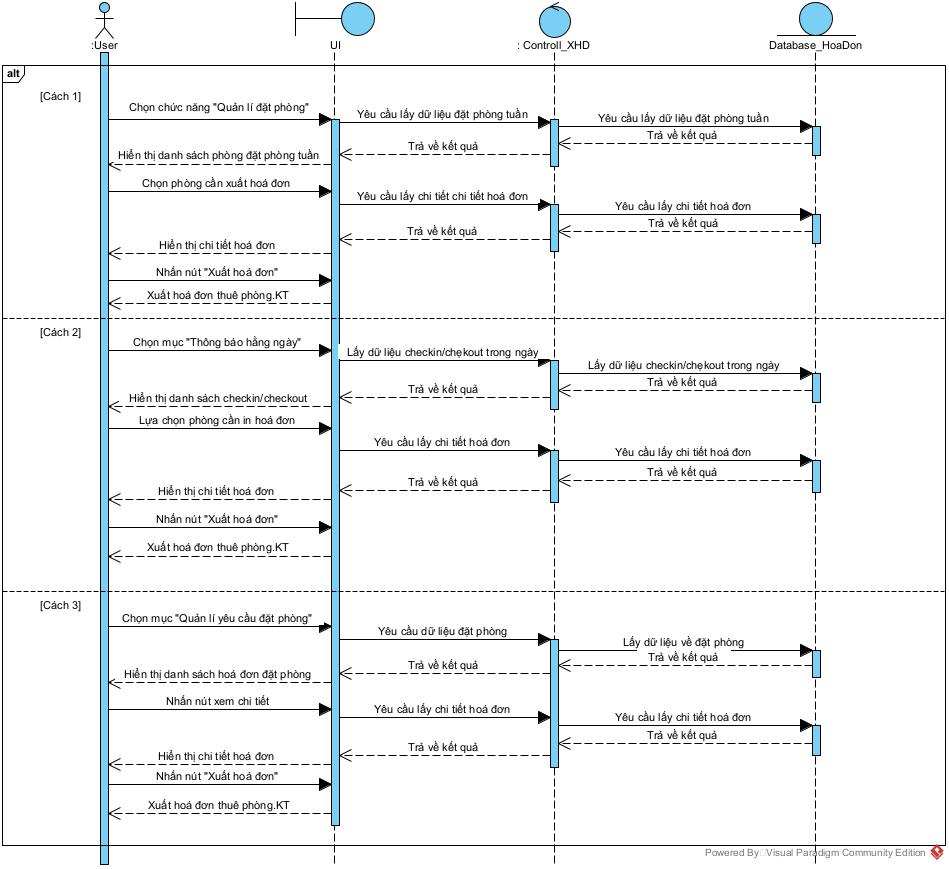 :User
UI
: Controll_XHD
Database_HoaDon
alt
[Cách 1]
Chọn chức năng "Quản lí đặt phòng"
Yêu cầu lấy dữ liệu đặt phòng tuần
Yêu cầu lấy dữ liệu đặt phòng tuần
Trả về kết quả
Trả về kết quả
Hiển thị danh sách phòng đặt phòng tuần
Chọn phòng cần xuất hoá đơn
Yêu cầu lấy chi tiết chi tiết hoá đơn
Yêu cầu lấy chi tiết hoá đơn
Trả về kết quả
Trả về kết quả
Hiển thị chi tiết hoá đơn
Nhấn nút "Xuất hoá đơn"
Xuất hoá đơn thuê phòng.KT
[Cách 2]
Chọn mục "Thông báo hằng ngày"
Lấy dữ liệu checkin/chẹkout trong ngày
Lấy dữ liệu checkin/chẹkout trong ngày
Trả về kết quả
Trả về kết quả
Hiển thị danh sách checkin/checkout
Lựa chọn phòng cần in hoá đơn
Yêu cầu lấy chi tiết hoá đơn
Yêu cầu lấy chi tiết hoá đơn
Trả về kết quả
Trả về kết quả
Hiển thị chi tiết hoá đơn
Nhấn nút "Xuất hoá đơn"
Xuất hoá đơn thuê phòng.KT
[Cách 3]
Chọn mục "Quản lí yêu cầu đặt phòng"
Yêu cầu dữ liệu đặt phòng
Lấy dữ liệu về đặt phòng
Trả về kết quả
Trả về kết quả
Hiển thị danh sách hoá đơn đặt phòng
Nhấn nút xem chi tiết
Yêu cầu lấy chi tiết hoá đơn
Yêu cầu lấy chi tiết hoá đơn
Trả về kết quả
Trả về kết quả
Hiển thị chi tiết hoá đơn
Nhấn nút "Xuất hoá đơn"
Xuất hoá đơn thuê phòng.KT
Powered By Visual Paradigm Community Edition